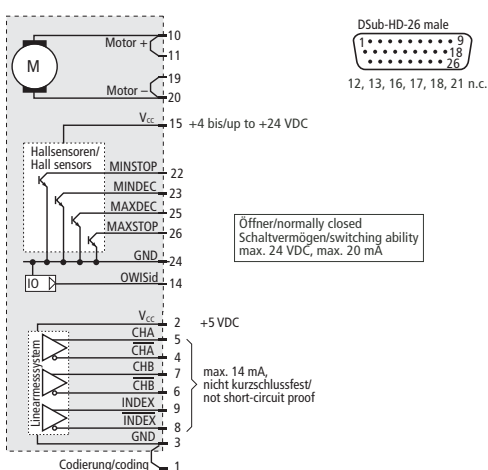 DSub-HD-26 male
1 9
18
26
12, 13, 16, 17, 18, 21 n.c.
M
Motor + 10
11
19
Motor – 20
Vcc 15 +4 bis/up to +24 VDC
Hallsensoren/
Hall sensors
MINSTOP 22
MINDEC 23
MAXDEC 25
MAXSTOP 26
GND 24
IO OWISid 14
Öffner/normally closed
Schaltvermögen/switching ability
max. 24 VDC, max. 20 mA
Linearmesssystem
Vcc 2 +5 VDC
CHA 5
C̅H̅A̅ 4
CHB 7
C̅H̅B̅ 6
INDEX 9
I̅N̅D̅E̅X̅ 8
GND 3
max. 14 mA,
nicht kurzschlussfest/
not short-circuit proof
Codierung/coding 1